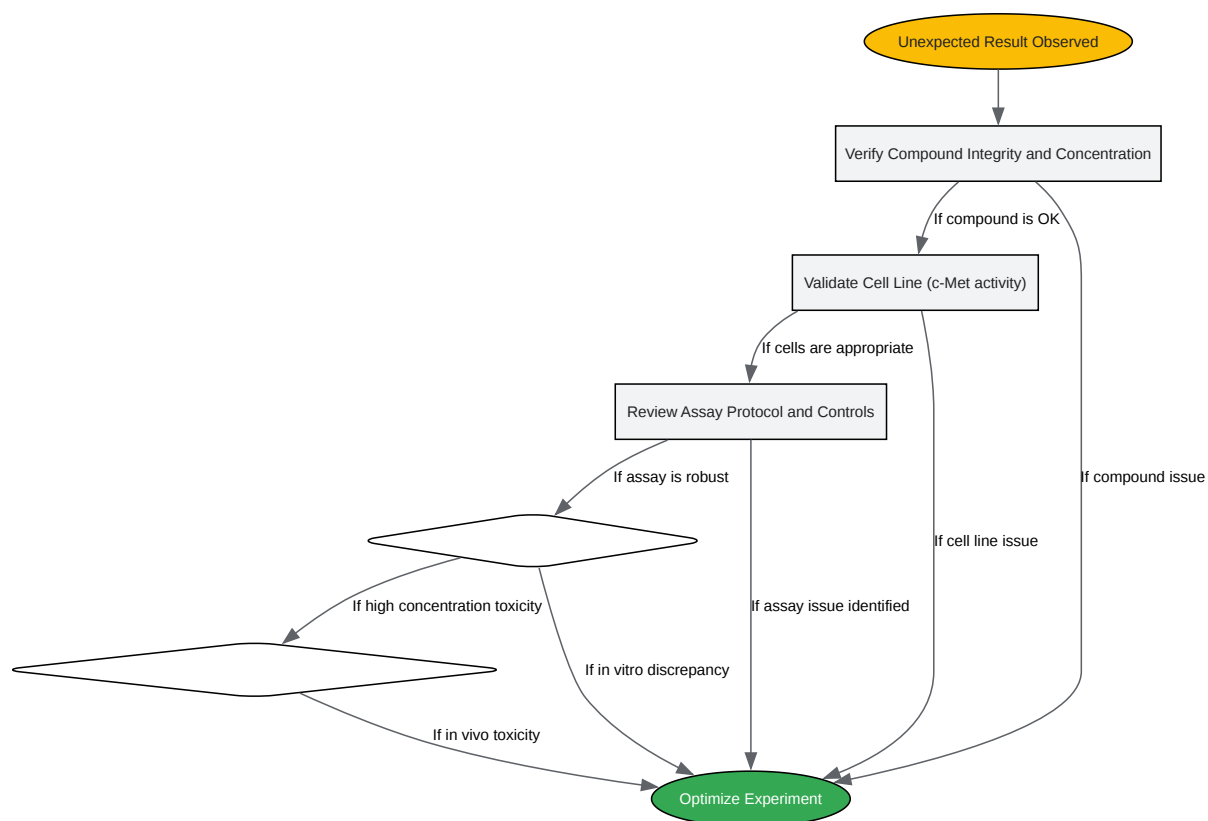 Unexpected Result Observed
Verify Compound Integrity and Concentration
If compound is OK
Validate Cell Line (c-Met activity)
If cells are appropriate
Review Assay Protocol and Controls
If assay is robust
If compound issue
If cell line issue
If high concentration toxicity
If assay issue identified
If in vitro discrepancy
If in vivo toxicity
Optimize Experiment